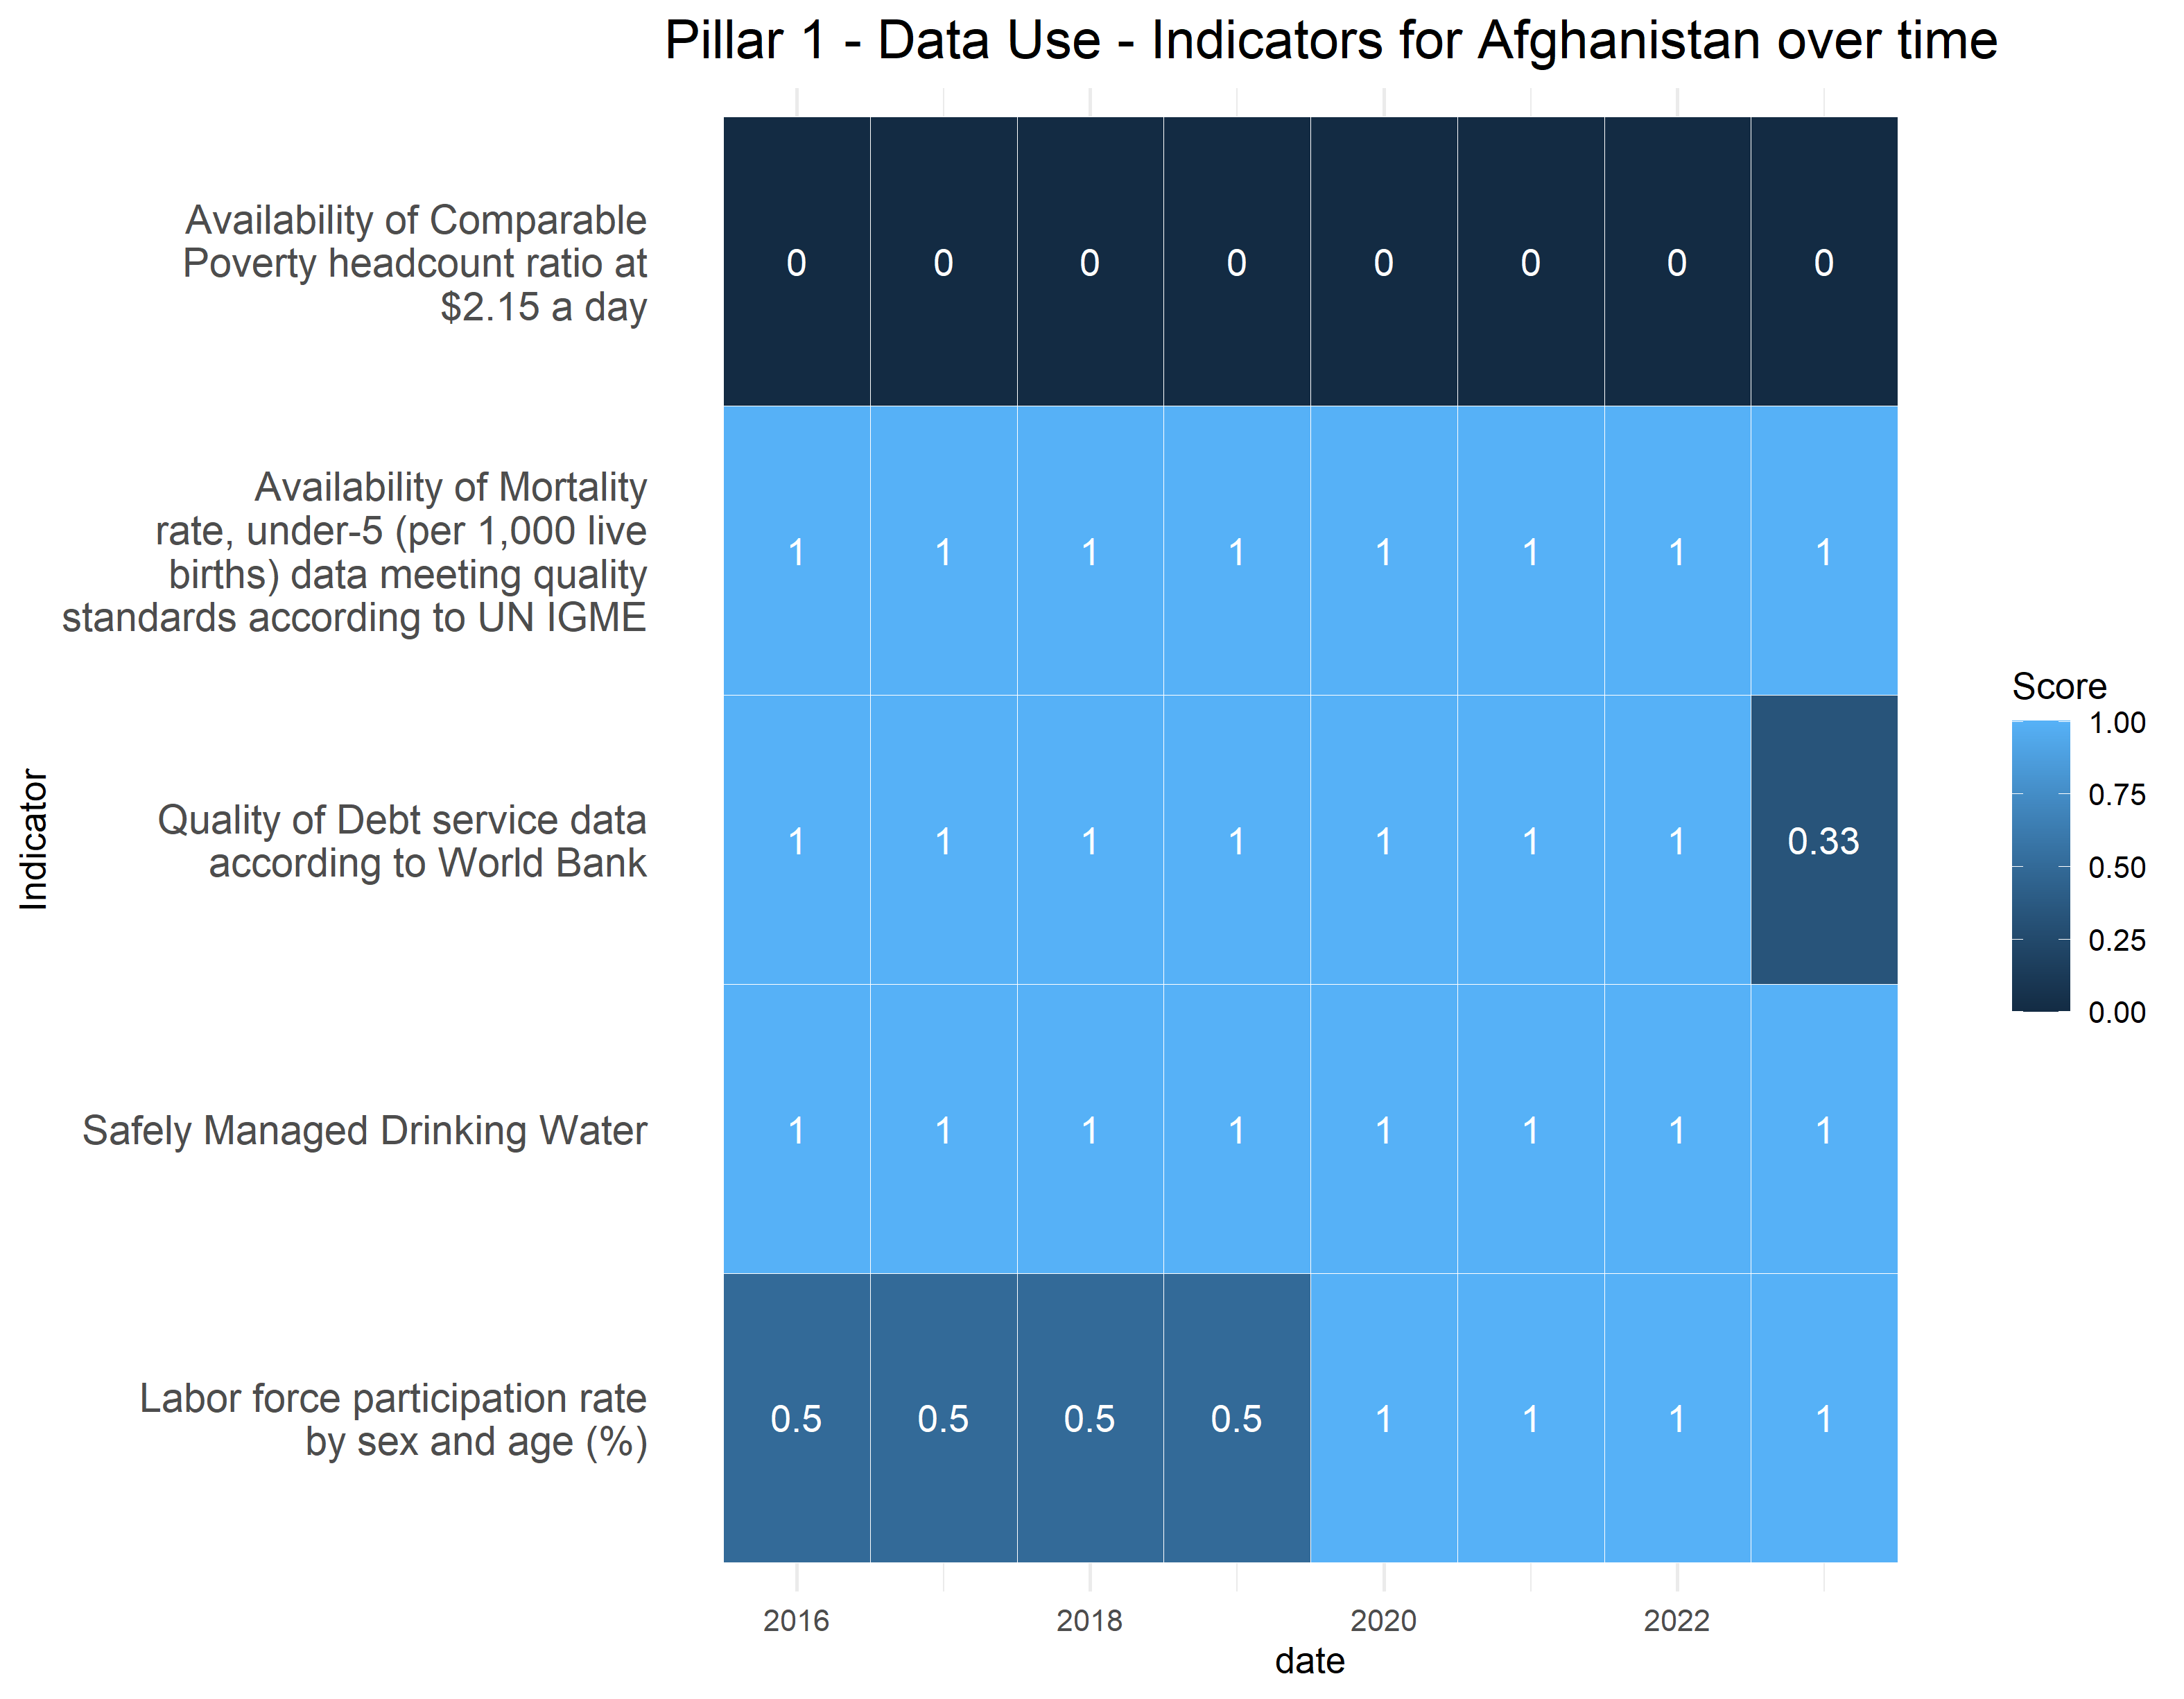 Pillar 1 - Data Use - Indicators for Afghanistan over time
Indicator
Availability of Comparable
Poverty headcount ratio at
$2.15 a day
0 0 0 0 0 0 0 0
Availability of Mortality
rate, under-5 (per 1,000 live
births) data meeting quality
standards according to UN IGME
1 1 1 1 1 1 1 1
Quality of Debt service data
according to World Bank
1 1 1 1 1 1 1 0.33
Safely Managed Drinking Water
1 1 1 1 1 1 1 1
Labor force participation rate
by sex and age (%)
0.5 0.5 0.5 0.5 1 1 1 1
2016 2018 2020 2022
date
Score
1.00
0.75
0.50
0.25
0.00